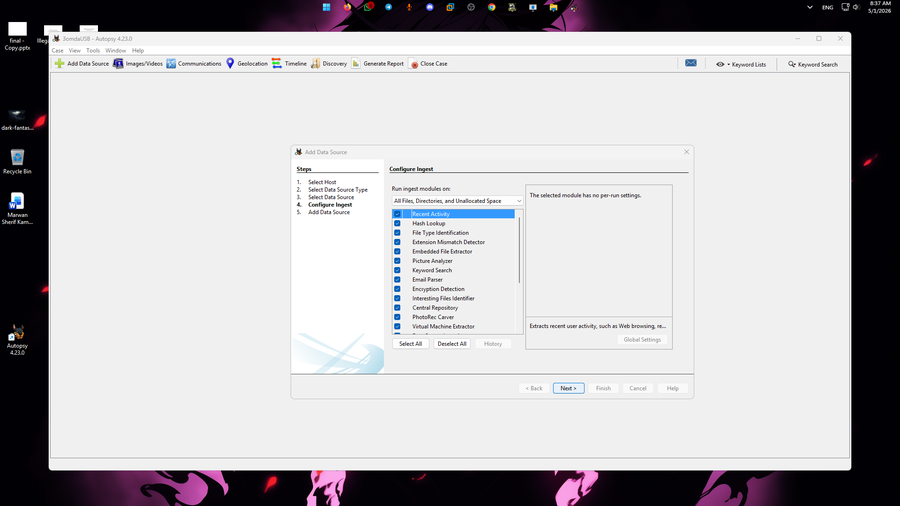 ENG
8:37 AM
5/1/2026
final -
Copy.pptx
Illega
dark-fantas...
Recycle Bin
Marwan
Sherif Kam...
Autopsy
4.23.0
SomdaUSB - Autopsy 4.23.0
Case View Tools Window Help
Add Data Source Images/Videos Communications Geolocation Timeline Discovery Generate Report Close Case Keyword Lists Keyword Search
Add Data Source
Steps
1. Select Host
2. Select Data Source Type
3. Select Data Source
4. Configure Ingest
5. Add Data Source
Configure Ingest
Run ingest modules on:
All Files, Directories, and Unallocated Space
Recent Activity
Hash Lookup
File Type Identification
Extension Mismatch Detector
Embedded File Extractor
Picture Analyzer
Keyword Search
Email Parser
Encryption Detection
Interesting Files Identifier
Central Repository
PhotoRec Carver
Virtual Machine Extractor
Select All Deselect All History
The selected module has no per-run settings.
Extracts recent user activity, such as Web browsing, re...
Global Settings
< Back Next > Finish Cancel Help